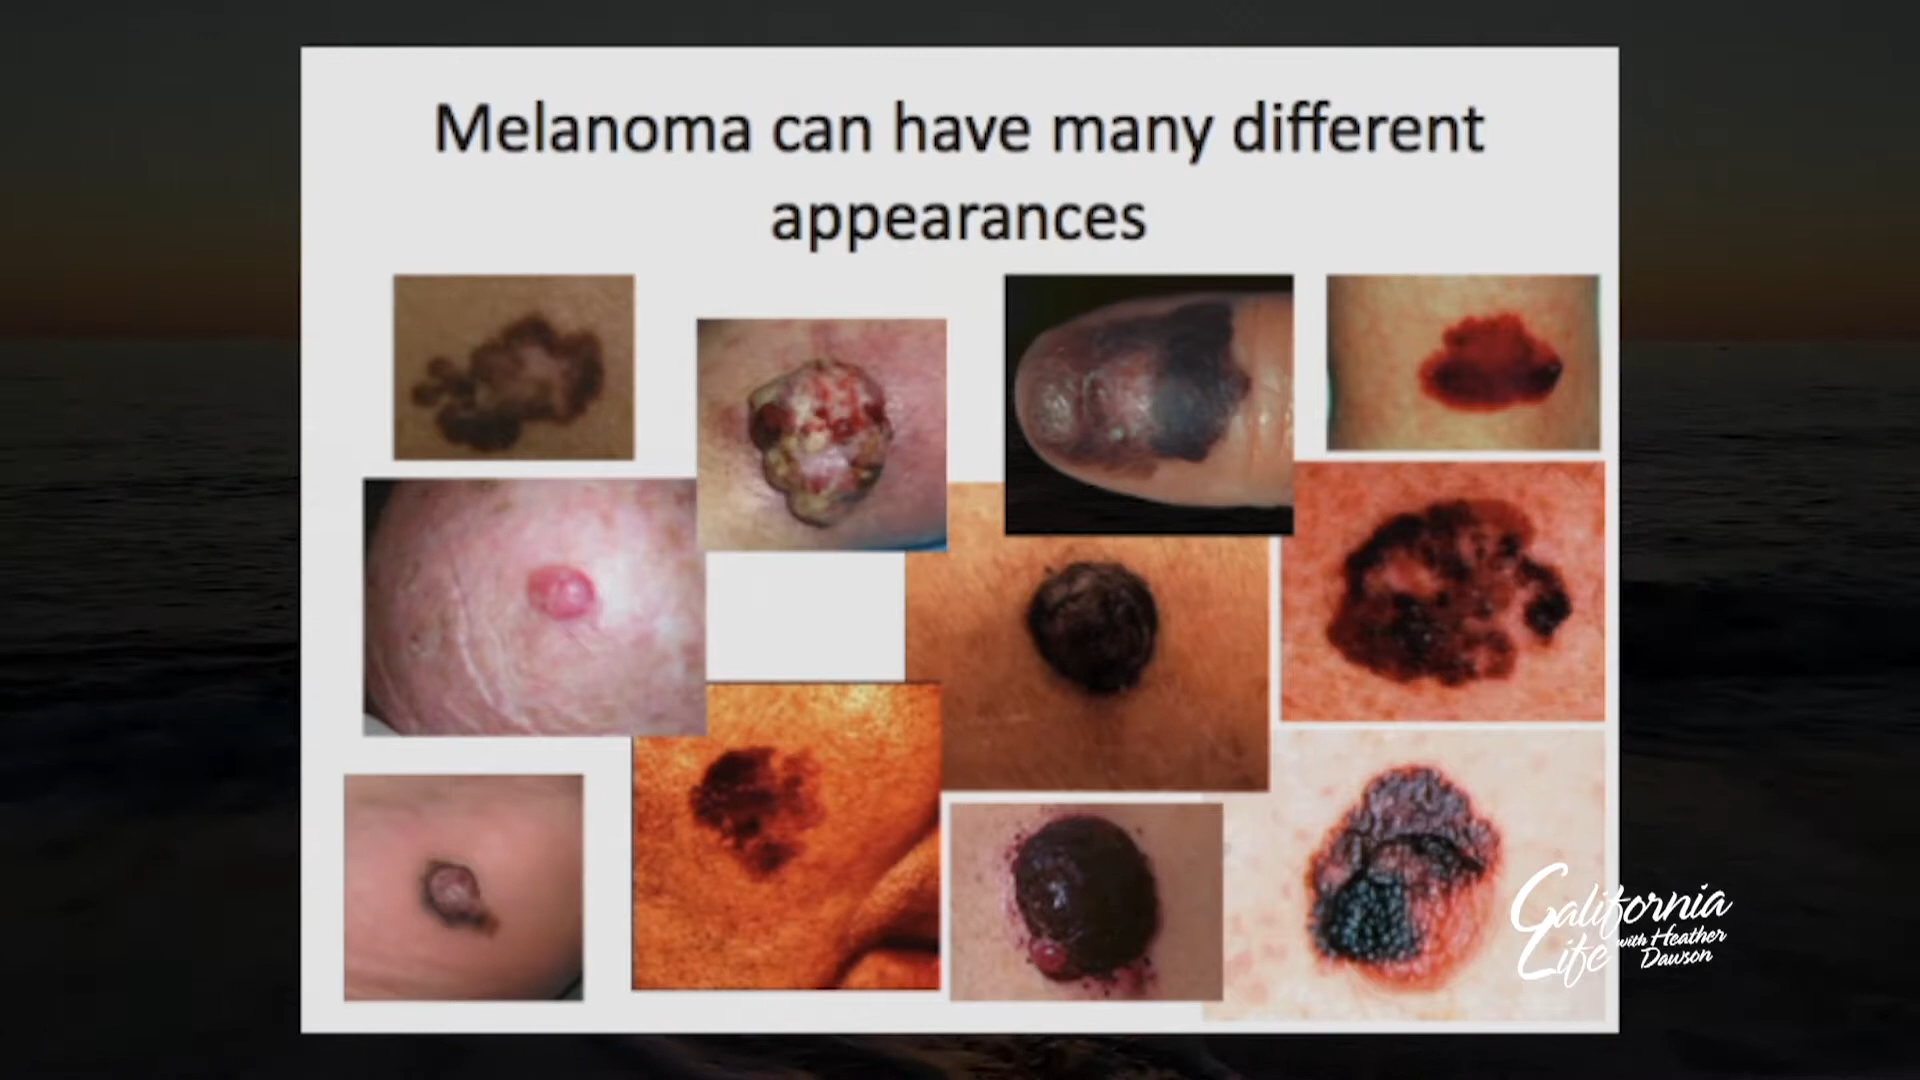 Melanoma can have many different
appearances
California
Life with Heather
Dawson